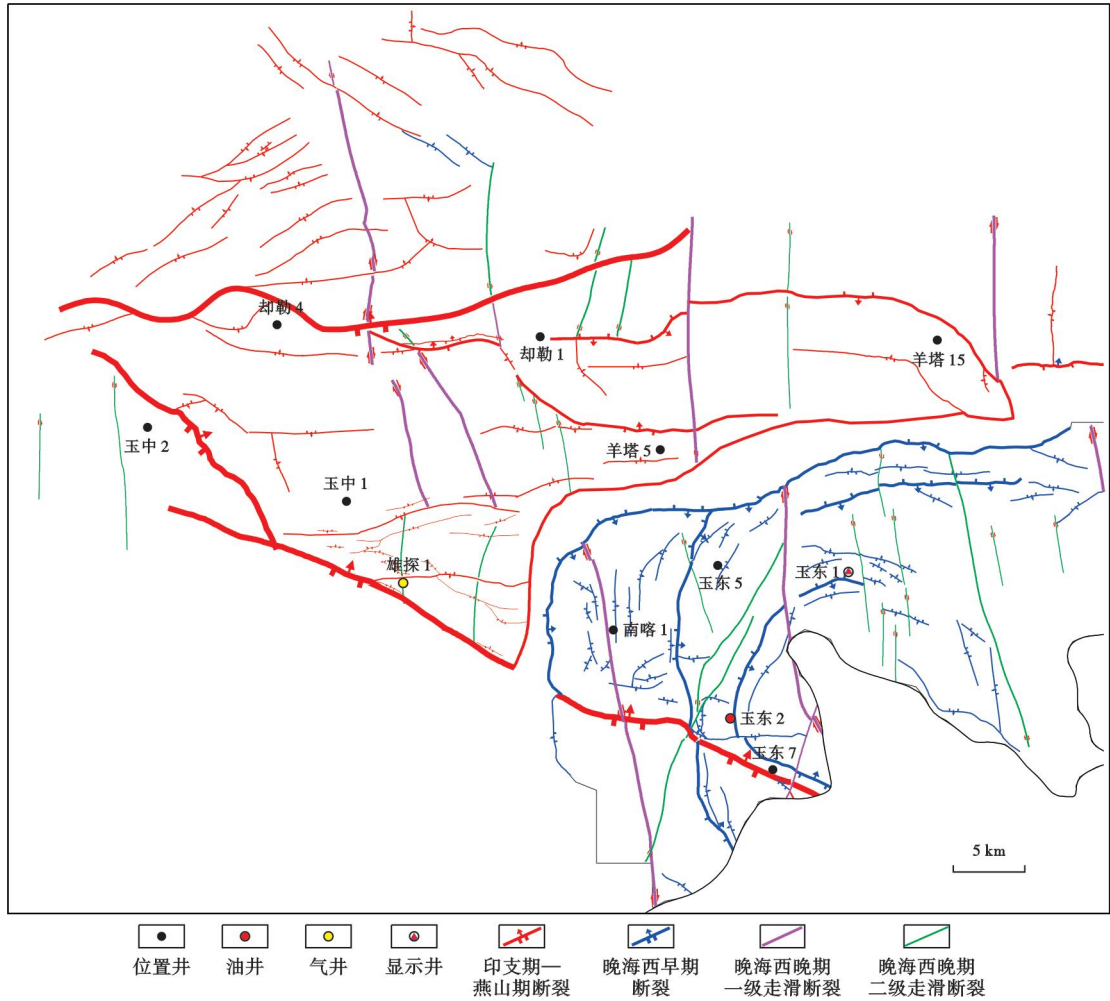 却勒 4
却勒 1
羊塔 15
玉中 2
羊塔 5
玉中 1
雄探 1
玉东 5
玉东 1
南喀 1
玉东 2
玉东 7
5 km
位置井
油井
气井
显示井
印支期—
燕山期断裂
晚海西早期
断裂
晚海西晚期
一级走滑断裂
晚海西晚期
二级走滑断裂